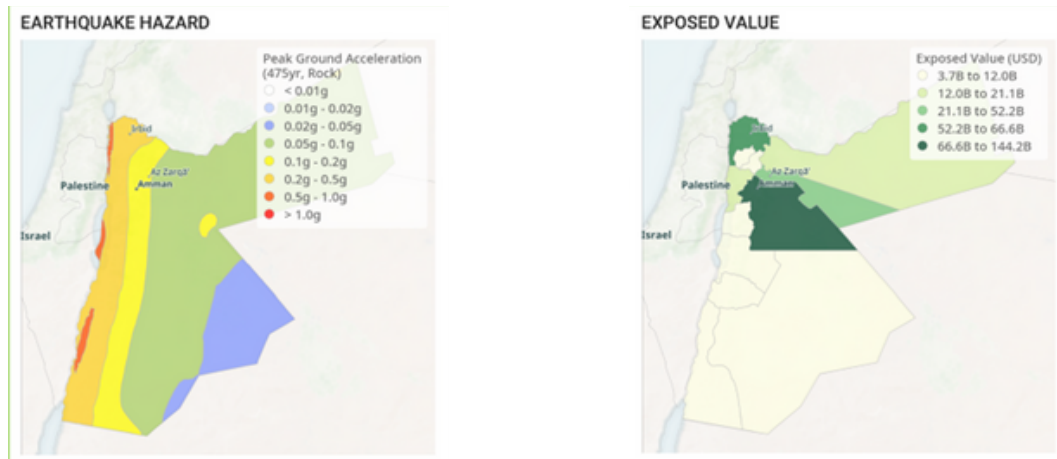 EARTHQUAKE HAZARD
Peak Ground Acceleration
(475yr, Rock)
< 0.01g
0.01g - 0.02g
0.02g - 0.05g
0.05g - 0.1g
0.1g - 0.2g
0.2g - 0.5g
0.5g - 1.0g
> 1.0g
Irbid
Az Zarqa'
Amman
Palestine
Israel
EXPOSED VALUE
Exposed Value (USD)
3.7B to 12.0B
12.0B to 21.1B
21.1B to 52.2B
52.2B to 66.6B
66.6B to 144.2B
Irbid
Az Zarqa'
Amman
Palestine
Israel